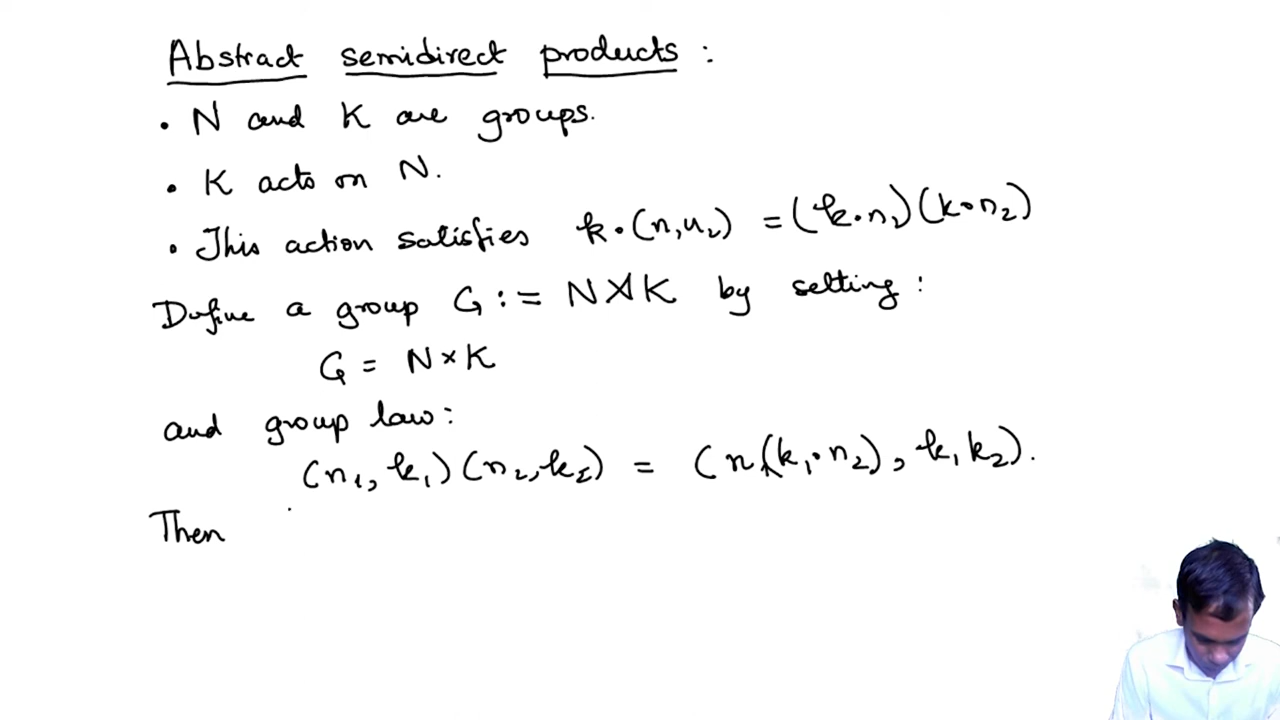 Abstract semidirect products :
• N and K are groups.
• K acts on N.
• This action satisfies k·(n₁n₂) = (k·n₁)(k·n₂)
Define a group G := N⋊K by setting :
G = N×K
and group law :
(n₁, k₁)(n₂, k₂) = (n₁(k₁·n₂), k₁k₂).
Then